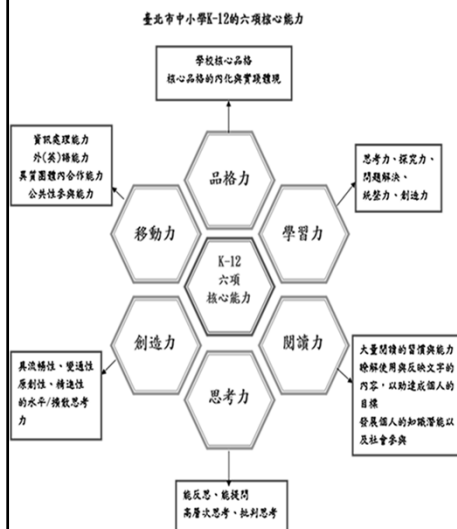 臺北市中小學K-12的六項核心能力
學校核心品格
核心品格的內化與實踐體現
資訊處理能力
外(英)語能力
異質團體內合作能力
公共性參與能力
思考力、探究力、
問題解決、
統整力、創造力
品格力
移動力
學習力
K-12
六項
核心能力
創造力
閱讀力
思考力
具流暢性、變通性
原創性、精進性
的水平/擴散思考
力
大量閱讀的習慣與能力
瞭解使用與反映文字的
內容，以助達成個人的
目標
發展個人的知識潛能以
及社會參與
能反思、能提問
高層次思考、批判思考